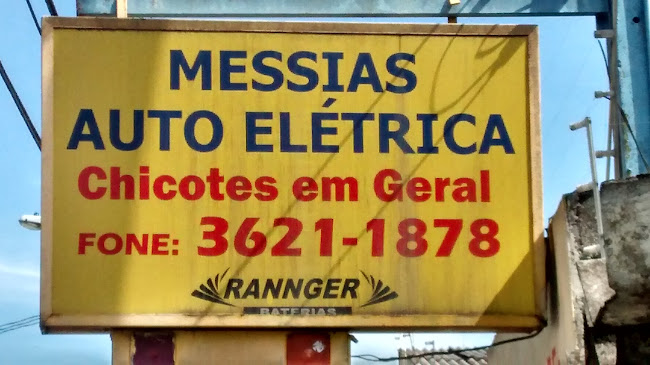 MESSIAS
AUTO ELÉTRICA
Chicotes em Geral
FONE: 3621-1878
RANNGER
BATERIAS